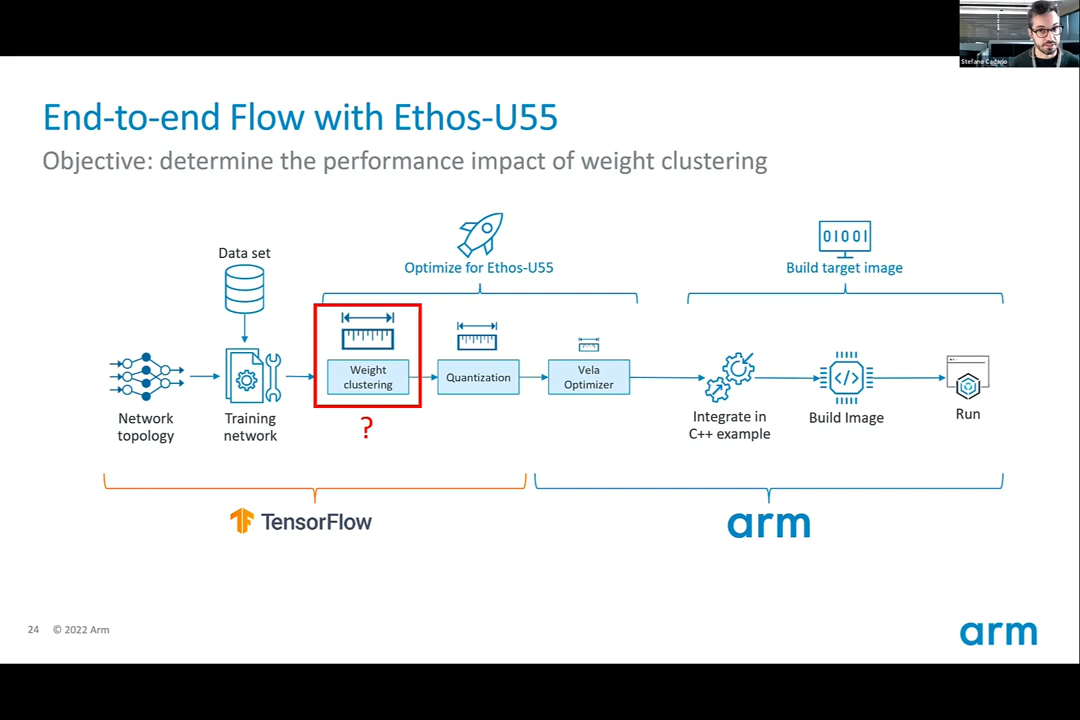 Stefano Cadario
End-to-end Flow with Ethos-U55
Objective: determine the performance impact of weight clustering
Data set
Optimize for Ethos-U55
01001
Build target image
Weight
clustering
Quantization
Vela
Optimizer
Network
topology
Training
network
?
Integrate in
C++ example
</>
Build Image
Run
TensorFlow
arm
24 © 2022 Arm
arm